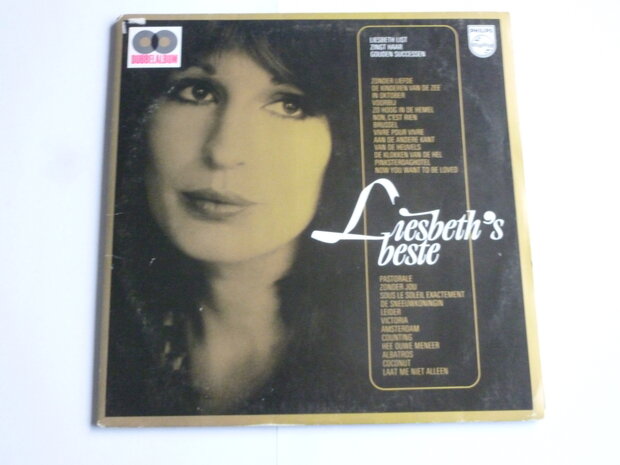 DUBBELALBUM
LIESBETH LIST
ZINGT HAAR
GOUDEN SUCCESSEN
PHILIPS
ZONDER LIEFDE
DE KINDEREN VAN DE ZEE
IN OKTOBER
VOORBIJ
ZO HOOG IN DE HEMEL
NON, C'EST RIEN
BRUSSEL
VIVRE POUR VIVRE
AAN DE ANDERE KANT
VAN DE HEUVELS
DE KLOKKEN VAN DE HEL
PINKSTERDAGHOTEL
NOW YOU WANT TO BE LOVED
Liesbeth's
beste
PASTORALE
ZONDER JOU
SOUS LE SOLEIL EXACTEMENT
DE SNEEUWKONINGIN
LEIDER
VICTORIA
AMSTERDAM
COUNTING
HEE OUWE MENEER
ALBATROS
COCONUT
LAAT ME NIET ALLEEN